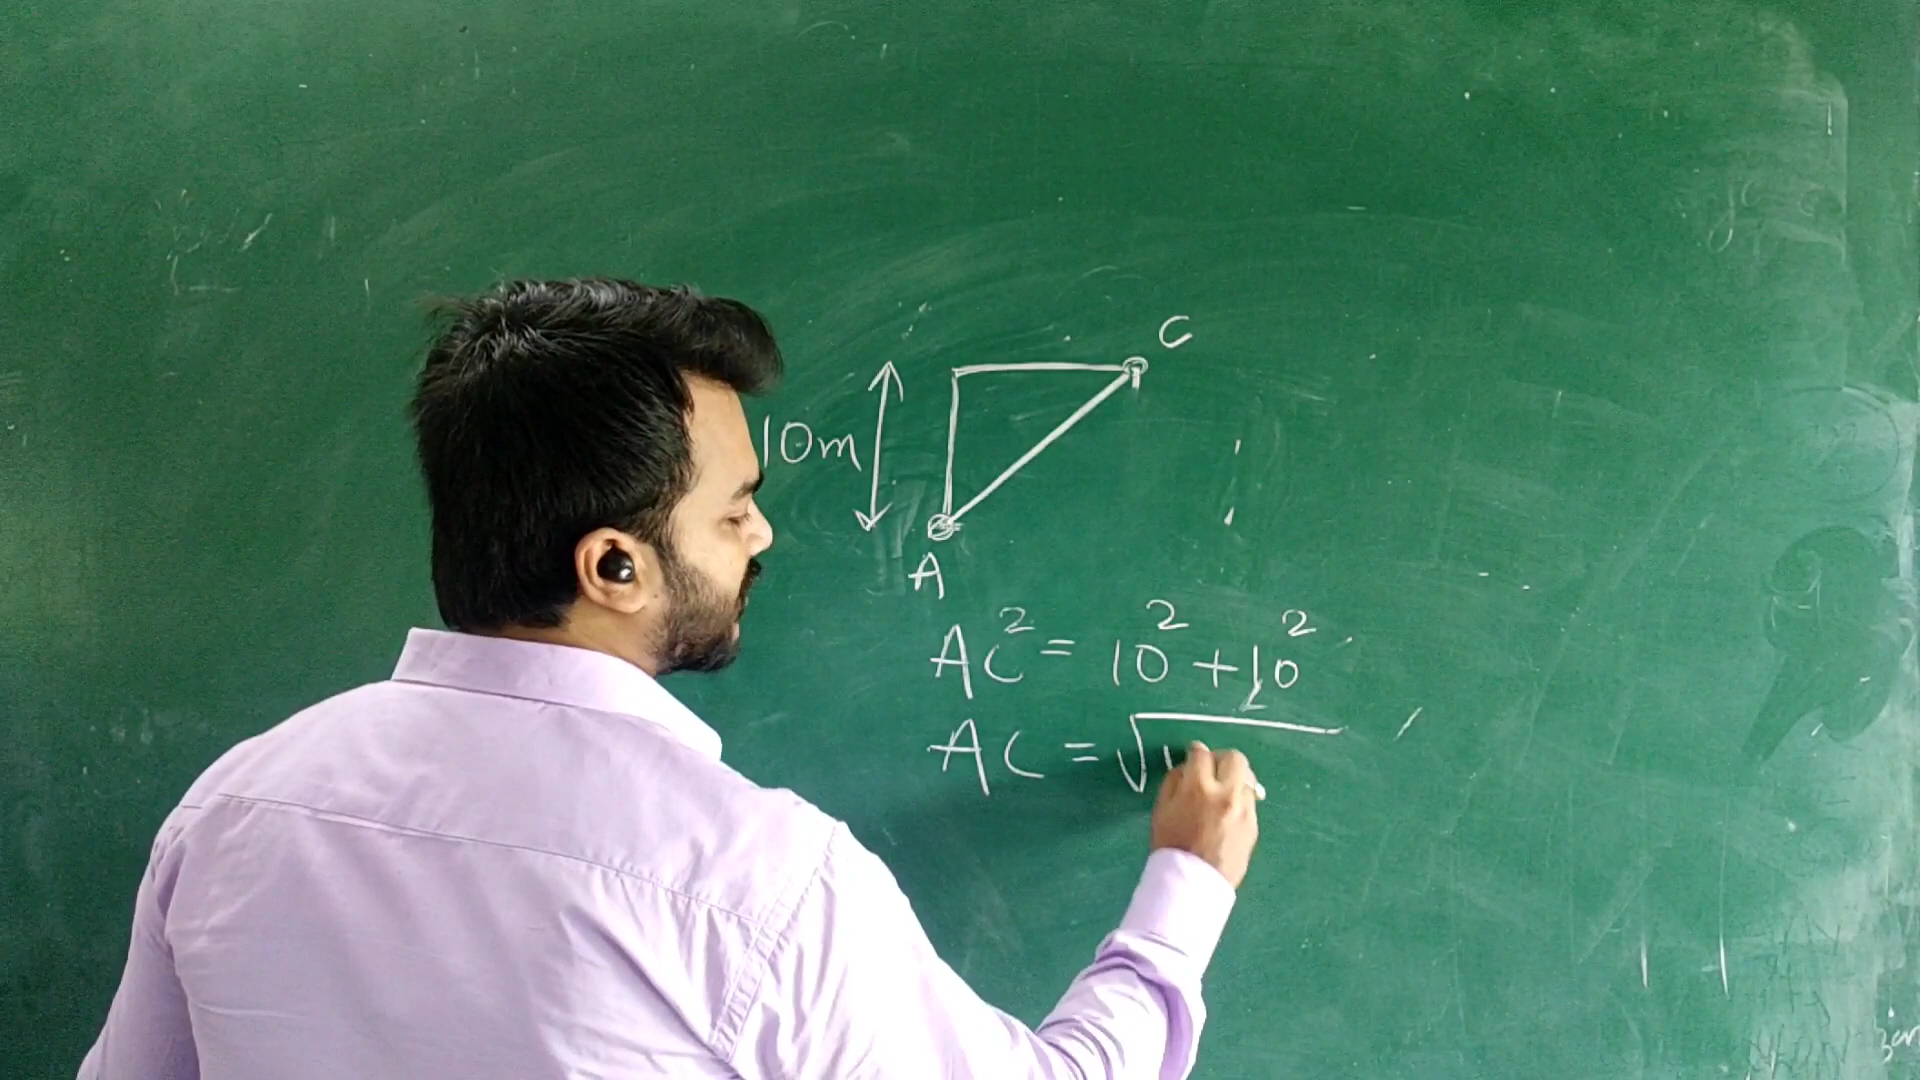 C
10m
A
AC² = 10² + 10²
AC = √